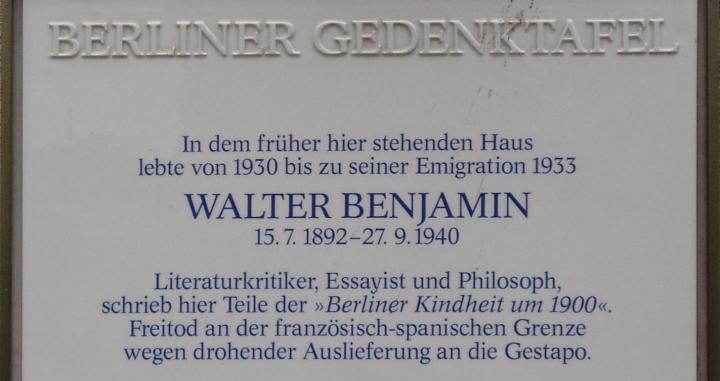 BERLINER GEDENKTAFEL
In dem früher hier stehenden Haus
lebte von 1930 bis zu seiner Emigration 1933
WALTER BENJAMIN
15. 7. 1892–27. 9. 1940
Literaturkritiker, Essayist und Philosoph,
schrieb hier Teile der »Berliner Kindheit um 1900«.
Freitod an der französisch-spanischen Grenze
wegen drohender Auslieferung an die Gestapo.